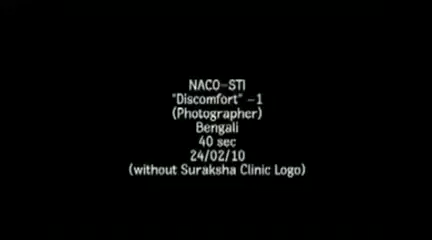 NACO-STI
"Discomfort" -1
(Photographer)
Bengali
40 sec
24/02/10
(without Suraksha Clinic Logo)